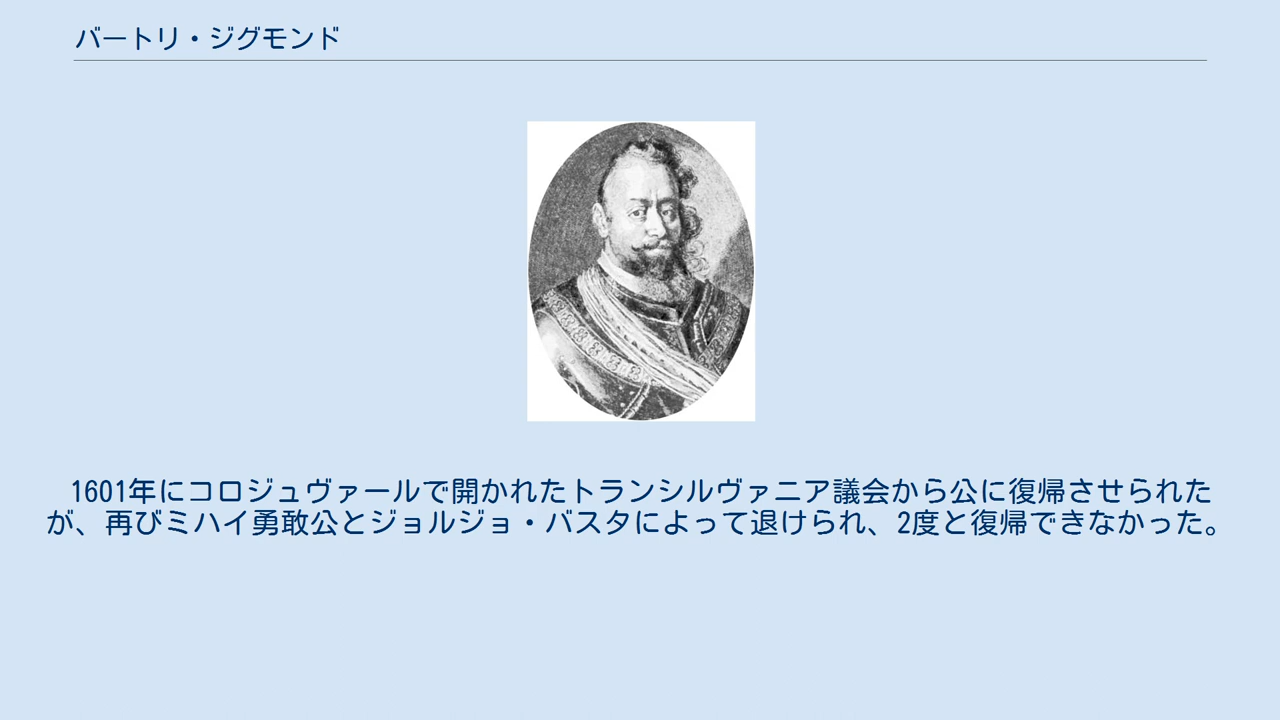 バートリ・ジグモンド
1601年にコロジュヴァールで開かれたトランシルヴァニア議会から公に復帰させられた
が、再びミハイ勇敢公とジョルジョ・バスタによって退けられ、2度と復帰できなかった。